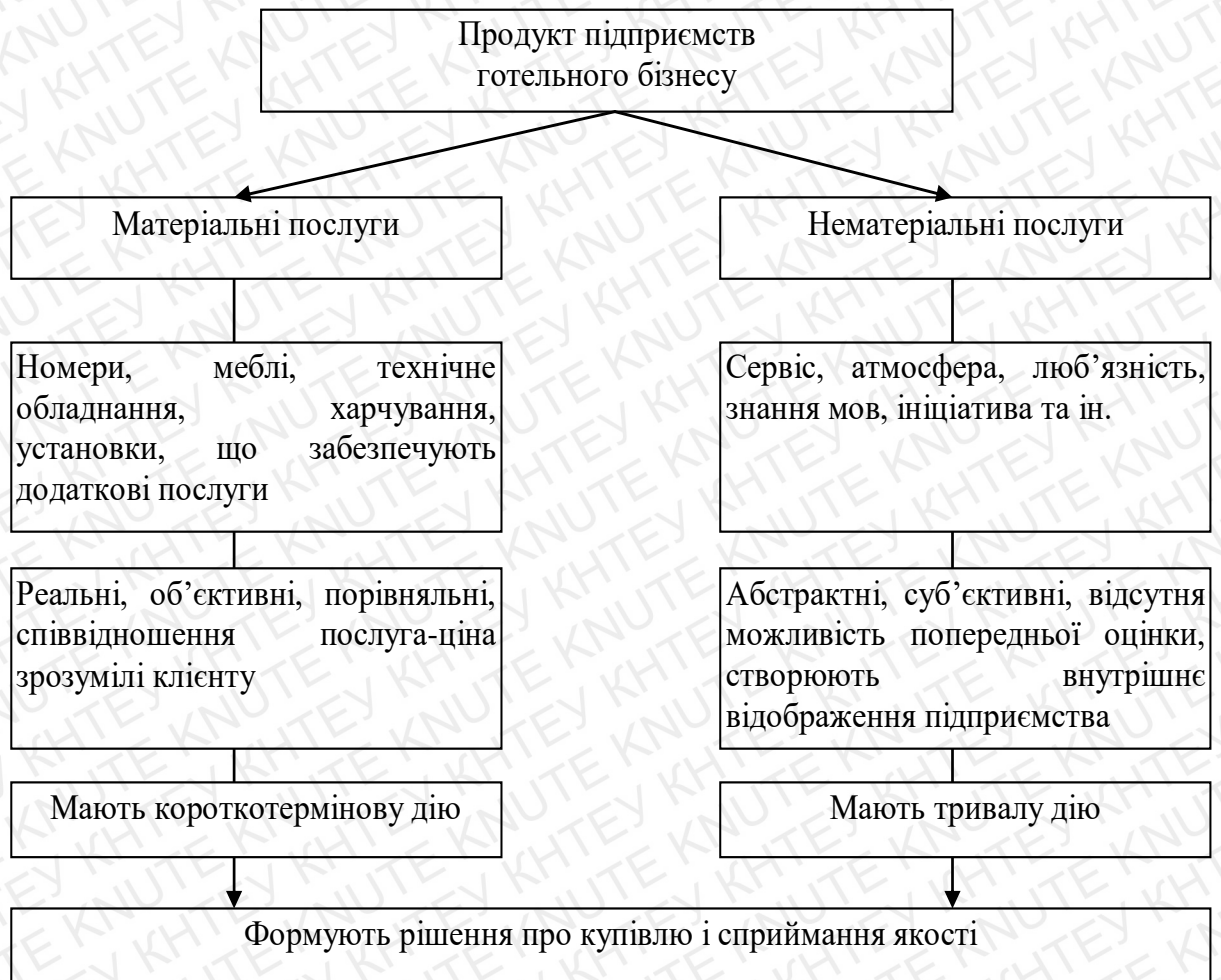 Продукт підприємств
готельного бізнесу
Матеріальні послуги
Нематеріальні послуги
Номери, меблі, технічне
обладнання, харчування,
установки, що забезпечують
додаткові послуги
Сервіс, атмосфера, люб’язність,
знання мов, ініціатива та ін.
Реальні, об’єктивні, порівняльні,
співвідношення послуга-ціна
зрозумілі клієнту
Абстрактні, суб’єктивні, відсутня
можливість попередньої оцінки,
створюють внутрішнє
відображення підприємства
Мають короткотермінову дію
Мають тривалу дію
Формують рішення про купівлю і сприймання якості